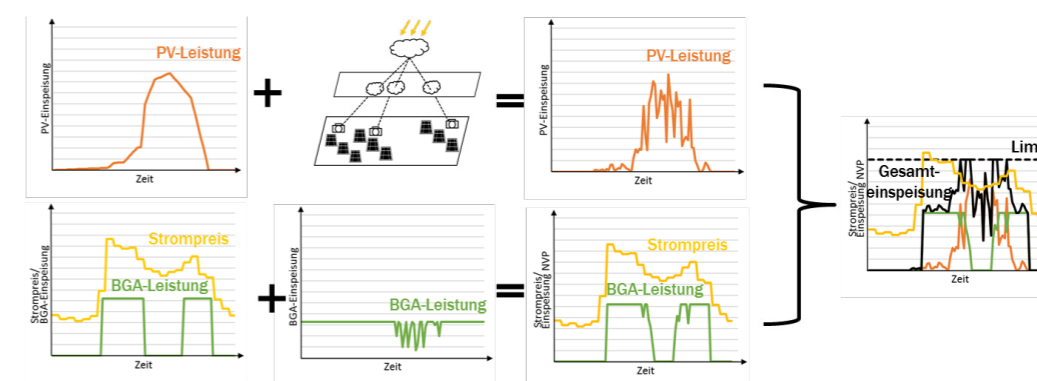 PV-Leistung
PV-Einspeisung
Zeit
+
=
PV-Leistung
PV-Einspeisung
Zeit
Strompreis
BGA-Leistung
Strompreis/
BGA-Einspeisung
Zeit
+
BGA-Leistung
BGA-Einspeisung
Zeit
=
Strompreis
BGA-Leistung
Strompreis/
Einspeisung NVP
Zeit
Lim
Gesamt-
einspeisung
Strompreis/
Einspeisung NVP
Zeit